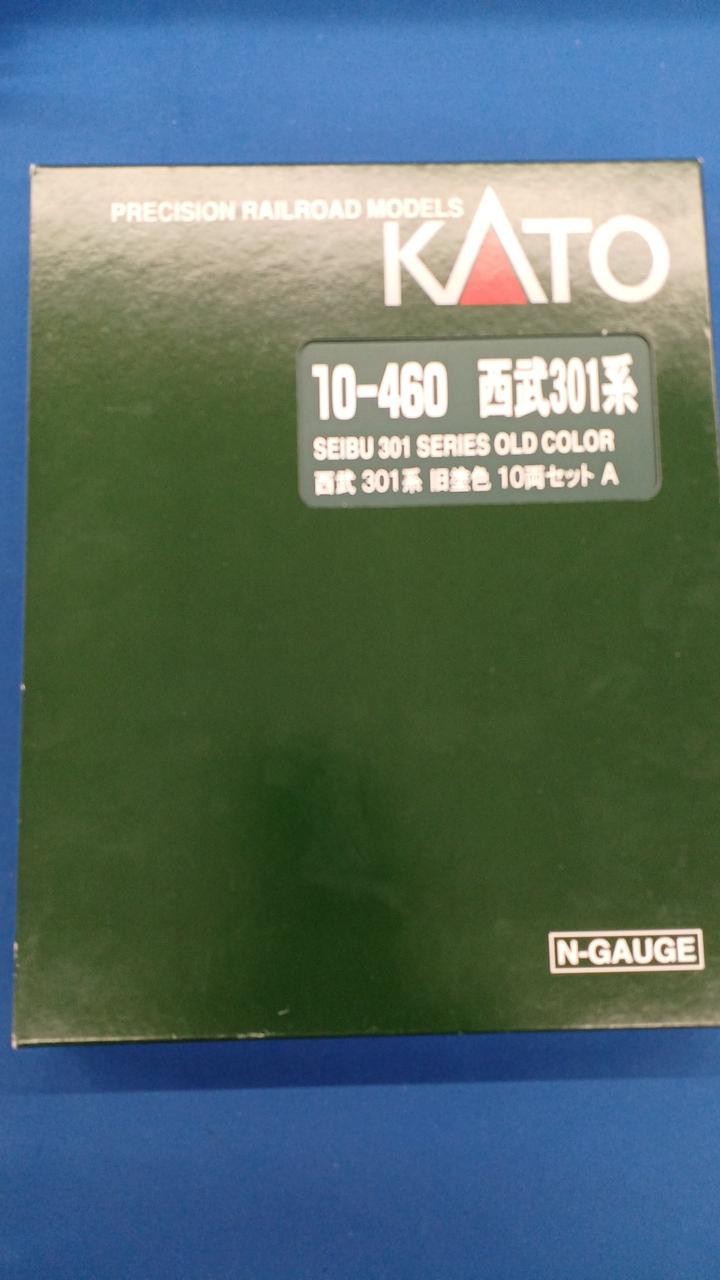 PRECISION RAILROAD MODELS
KATO
10-460 西武301系
SEIBU 301 SERIES OLD COLOR
西武 301系 旧塗色 10両セット A
N-GAUGE